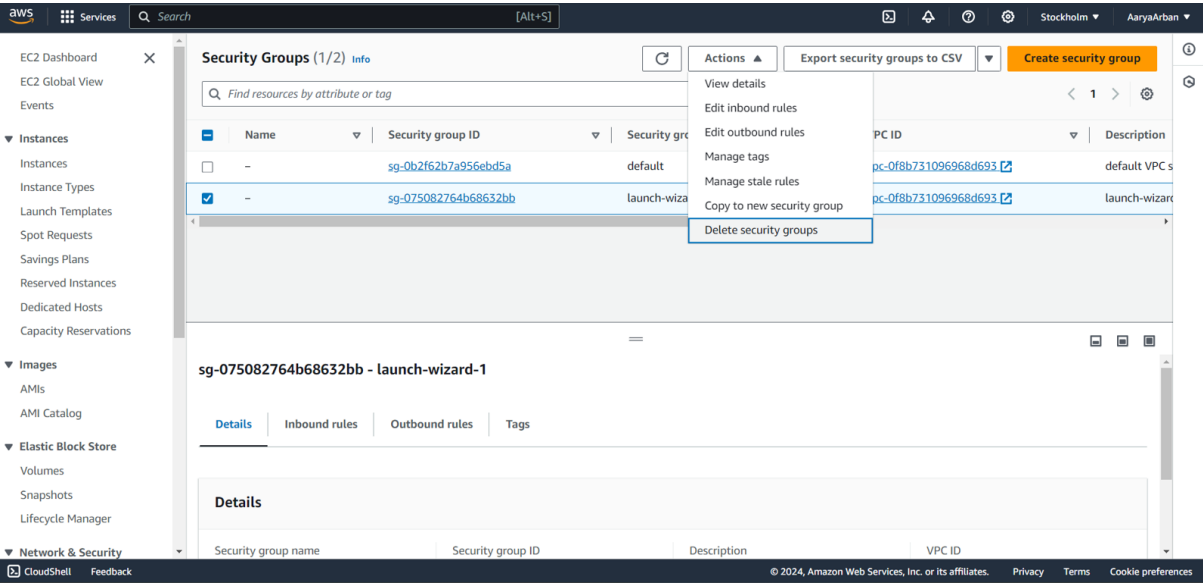 aws Services Search [Alt+S] Stockholm AaryaArban
EC2 Dashboard
EC2 Global View
Events
Instances
Instances
Instance Types
Launch Templates
Spot Requests
Savings Plans
Reserved Instances
Dedicated Hosts
Capacity Reservations
Images
AMIs
AMI Catalog
Elastic Block Store
Volumes
Snapshots
Lifecycle Manager
Network & Security
Security Groups (1/2) Info
Actions
Export security groups to CSV
Create security group
Find resources by attribute or tag
1
View details
Edit inbound rules
Edit outbound rules
Manage tags
Manage stale rules
Copy to new security group
Delete security groups
Name Security group ID Security gro PC ID Description
– sg-0b2f62b7a956ebd5a default pc-0f8b731096968d693 default VPC s
– sg-075082764b68632bb launch-wiza pc-0f8b731096968d693 launch-wizard
sg-075082764b68632bb - launch-wizard-1
Details Inbound rules Outbound rules Tags
Details
Security group name Security group ID Description VPC ID
CloudShell Feedback © 2024, Amazon Web Services, Inc. or its affiliates. Privacy Terms Cookie preferences